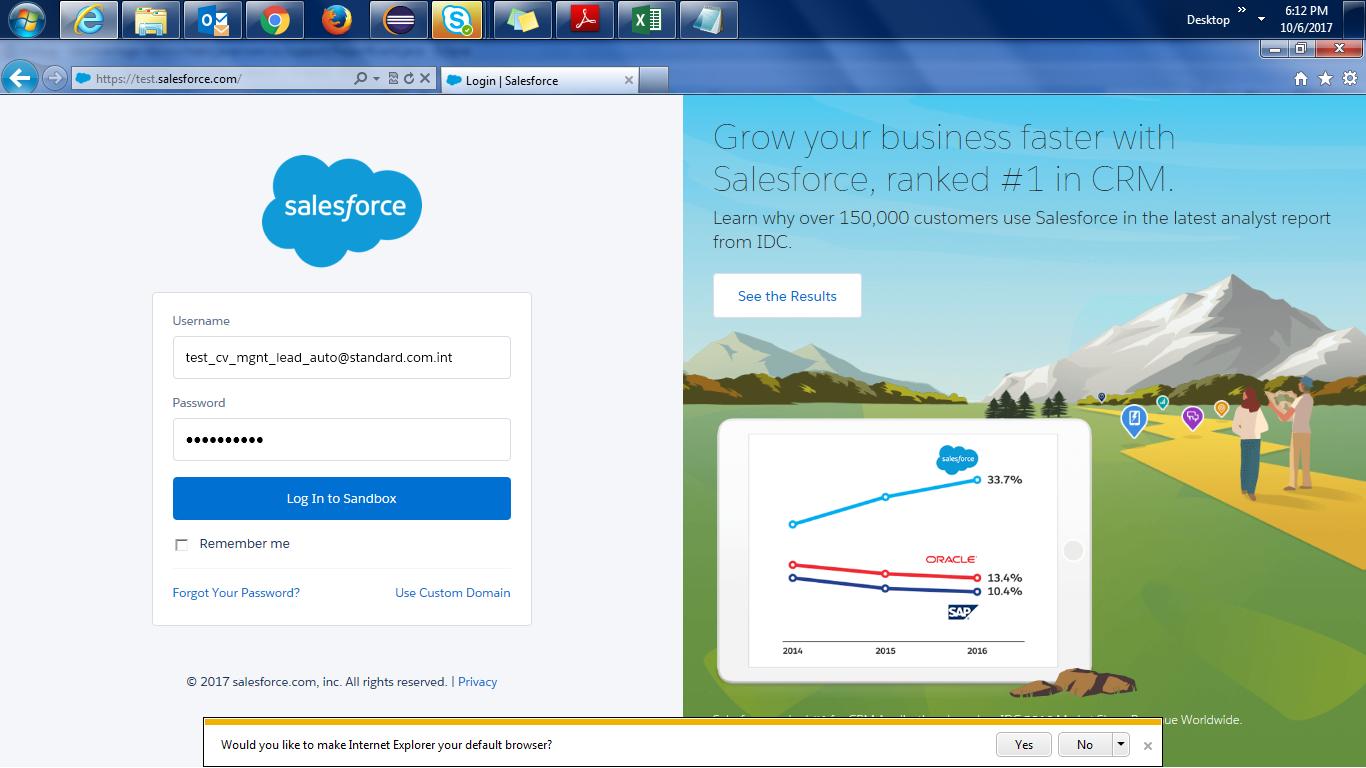 Desktop
»
6:12 PM
10/6/2017
https://test.salesforce.com/
Login | Salesforce
salesforce
Username
test_cv_mgnt_lead_auto@standard.com.int
Password
Log In to Sandbox
Remember me
Forgot Your Password?
Use Custom Domain
© 2017 salesforce.com, inc. All rights reserved. | Privacy
Grow your business faster with
Salesforce, ranked #1 in CRM.
Learn why over 150,000 customers use Salesforce in the latest analyst report
from IDC.
See the Results
salesforce
33.7%
ORACLE
13.4%
10.4%
SAP
2014 2015 2016
Worldwide.
Would you like to make Internet Explorer your default browser?
Yes
No